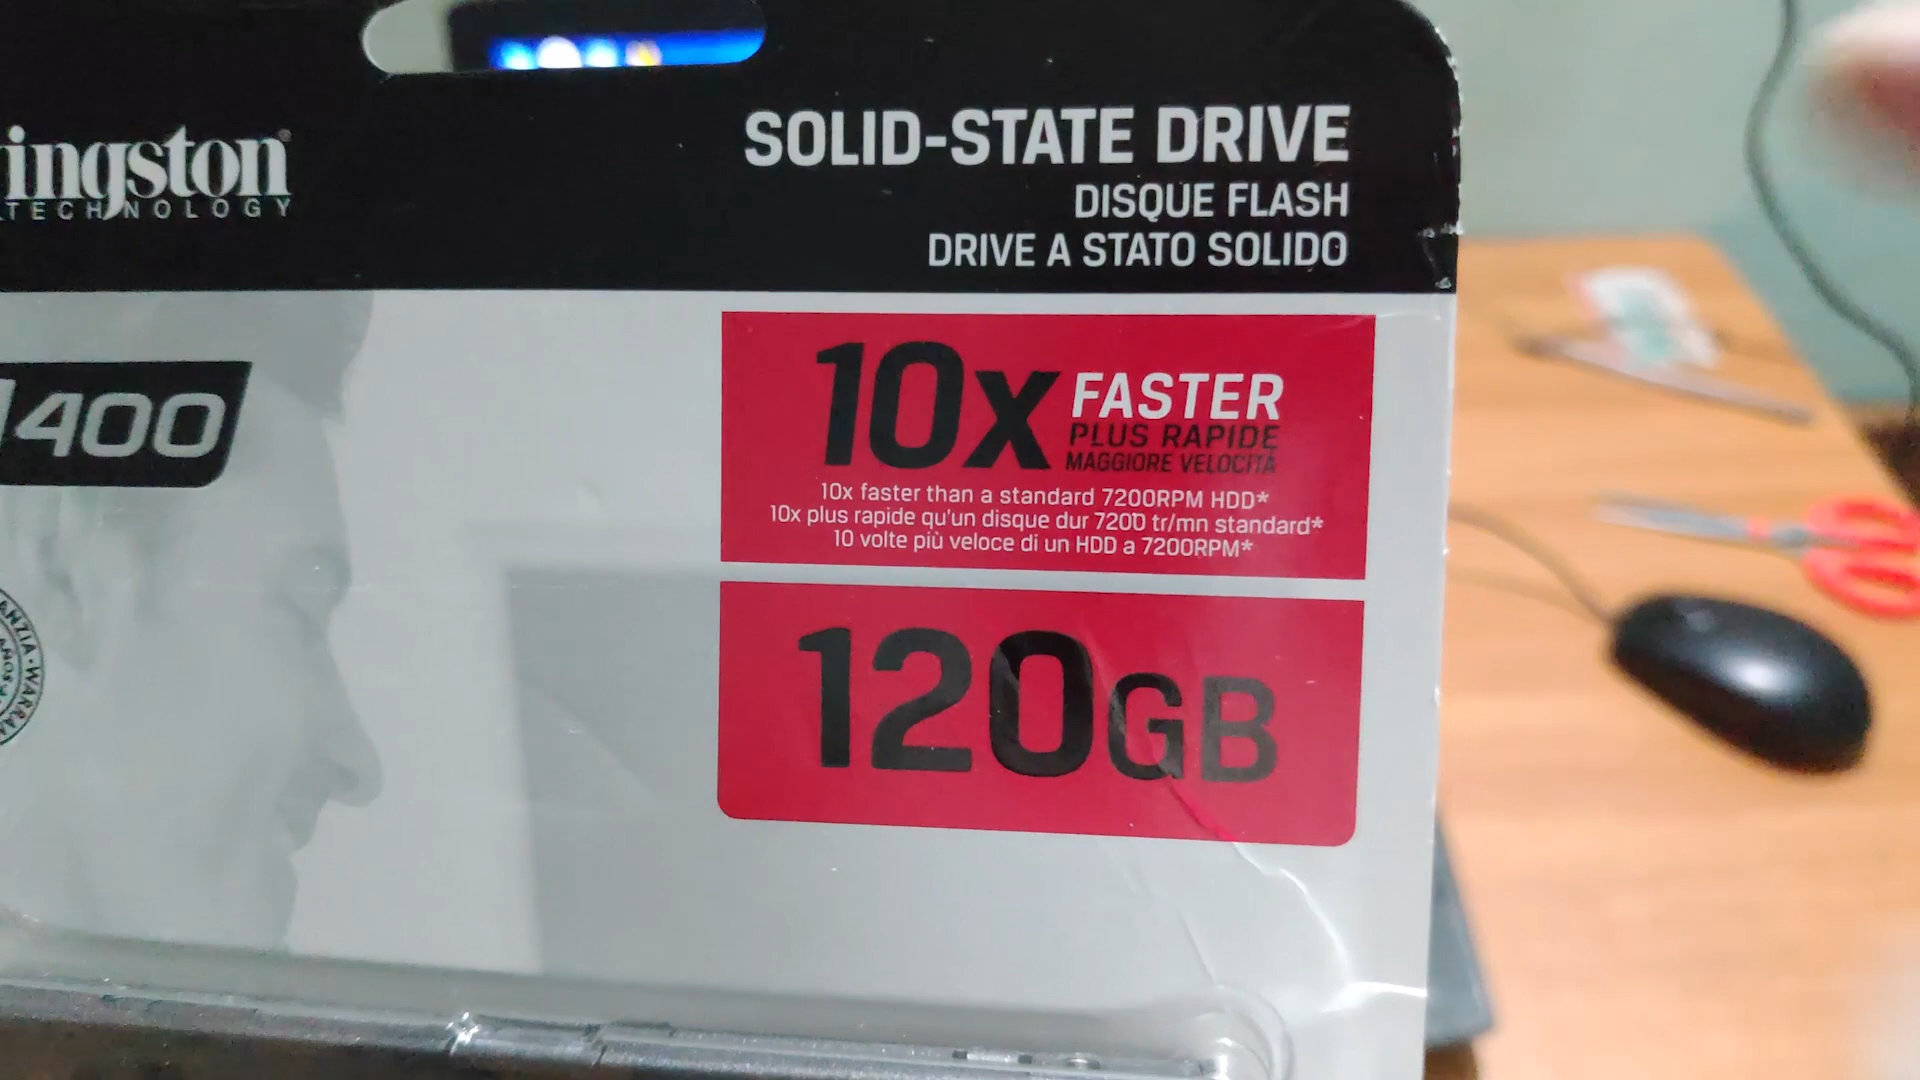 ingston
TECHNOLOGY
SOLID-STATE DRIVE
DISQUE FLASH
DRIVE A STATO SOLIDO
400
10x FASTER
PLUS RAPIDE
MAGGIORE VELOCITÀ
10x faster than a standard 7200RPM HDD*
10x plus rapide qu'un disque dur 7200 tr/mn standard*
10 volte più veloce di un HDD a 7200RPM*
120GB